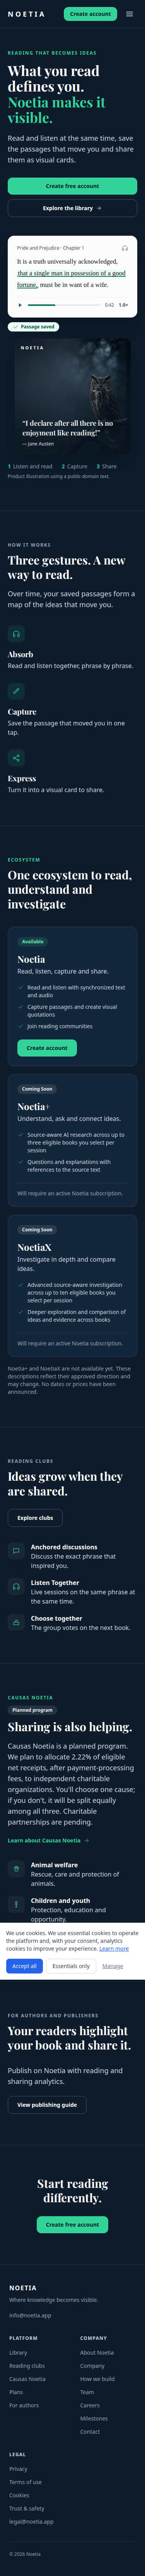 NOETIA
Create account
READING THAT BECOMES IDEAS
What you read
defines you.
Noetia makes it
visible.
Read and listen at the same time, save
the passages that move you and share
them as visual cards.
Create free account
Explore the library →
Pride and Prejudice · Chapter 1
It is a truth universally acknowledged,
that a single man in possession of a good
fortune, must be in want of a wife.
0:42 1.0×
Passage saved
NOETIA
“I declare after all there is no
enjoyment like reading!”
— Jane Austen
1 Listen and read 2 Capture 3 Share
Product illustration using a public domain text.
HOW IT WORKS
Three gestures. A new
way to read.
Over time, your saved passages form a
map of the ideas that move you.
Absorb
Read and listen together, phrase by phrase.
Capture
Save the passage that moved you in one
tap.
Express
Turn it into a visual card to share.
ECOSYSTEM
One ecosystem to read,
understand and
investigate
Available
Noetia
Read, listen, capture and share.
Read and listen with synchronized text
and audio
Capture passages and create visual
quotations
Join reading communities
Create account
Coming Soon
Noetia+
Understand, ask and connect ideas.
Source-aware AI research across up to
three eligible books you select per
session
Questions and explanations with
references to the source text
Will require an active Noetia subscription.
Coming Soon
NoetiaX
Investigate in depth and compare
ideas.
Advanced source-aware investigation
across up to ten eligible books you
select per session
Deeper exploration and comparison of
ideas and evidence across books
Will require an active Noetia subscription.
Noetia+ and NoetiaX are not available yet. These
descriptions reflect their approved direction and
may change. No dates or prices have been
announced.
READING CLUBS
Ideas grow when they
are shared.
Explore clubs
Anchored discussions
Discuss the exact phrase that
inspired you.
Listen Together
Live sessions on the same phrase at
the same time.
Choose together
The group votes on the next book.
CAUSAS NOETIA
Planned program
Sharing is also helping.
Causas Noetia is a planned program.
We plan to allocate 2.22% of eligible
net receipts, after payment-processing
fees, to independent charitable
organizations. You'll choose one cause;
if you don't, it will be split equally
among all three. Charitable
partnerships are pending.
Learn about Causas Noetia →
Animal welfare
Rescue, care and protection of
animals.
Children and youth
Protection, education and
opportunity.
We use cookies. We use essential cookies to operate
the platform and, with your consent, analytics
cookies to improve your experience. Learn more
Accept all Essentials only Manage
FOR AUTHORS AND PUBLISHERS
Your readers highlight
your book and share it.
Publish on Noetia with reading and
sharing analytics.
View publishing guide
Start reading
differently.
Create free account
NOETIA
Where knowledge becomes visible.
info@noetia.app
PLATFORM
Library
Reading clubs
Causas Noetia
Plans
For authors
COMPANY
About Noetia
Company
How we build
Team
Careers
Milestones
Contact
LEGAL
Privacy
Terms of use
Cookies
Trust & safety
legal@noetia.app
© 2026 Noetia